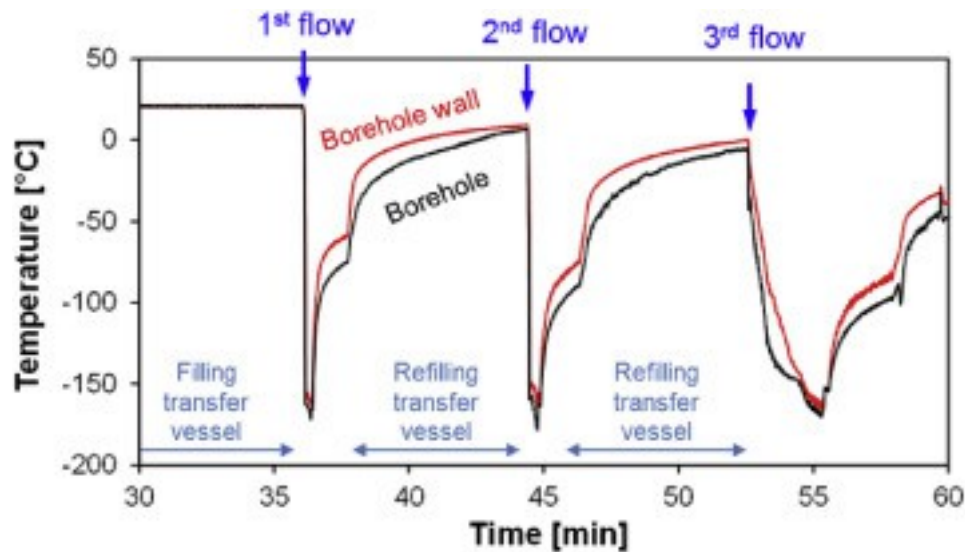 1st flow
2nd flow
3rd flow
50
0
-50
-100
-150
-200
Temperature [°C]
Borehole wall
Borehole
Filling
transfer
vessel
Refilling
transfer
vessel
Refilling
transfer
vessel
30
35
40
45
50
55
60
Time [min]